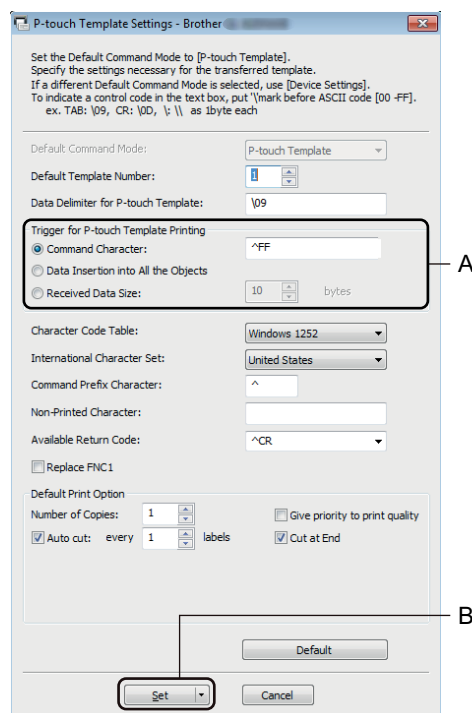 P-touch Template Settings - Brother
Set the Default Command Mode to [P-touch
Template].
Specify the settings necessary for the transferred template.
If a different Default Command Mode is selected, use [Device Settings].
To indicate a control code in the text box, put '\'mark before ASCII code [00 -FF].
ex. TAB: \09, CR: \0D, \: \\ as 1byte
each
Default Command Mode: P-touch Template
Default Template Number: 1
Data Delimiter for P-touch Template: \09
Trigger for P-touch Template Printing
Command Character: ^FF
A
Data Insertion into All the Objects
Received Data Size: 10 bytes
Character Code Table: Windows 1252
International Character Set: United States
Command Prefix Character: ^
Non-Printed Character:
Available Return Code: ^CR
Replace FNC1
Default Print Option
Number of Copies: 1 Give priority to print quality
Auto cut: every 1 labels Cut at End
B
Default
Set Cancel